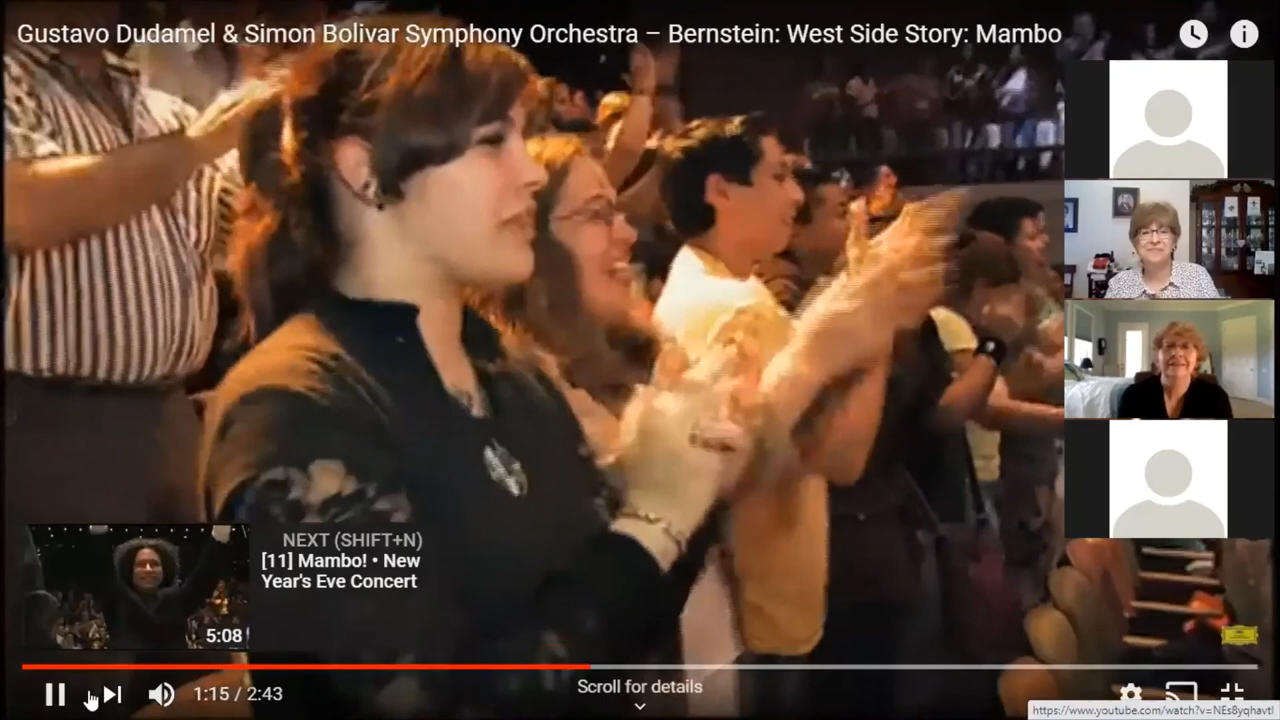 Gustavo Dudamel & Simon Bolivar Symphony Orchestra – Bernstein: West Side Story: Mambo
NEXT (SHIFT+N)
[11] Mambo! • New
Year's Eve Concert
5:08
1:15 / 2:43
Scroll for details
https://www.youtube.com/watch?v=NEs8yqhavtI